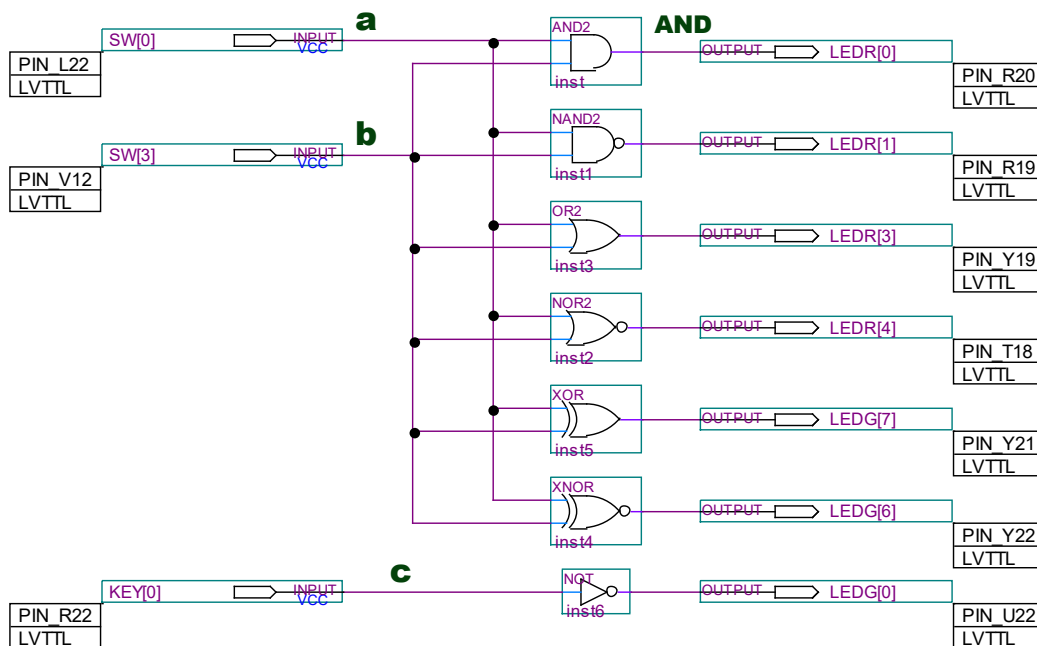 a
AND
SW[0] INPUT VCC
AND2
inst
OUTPUT LEDR[0]
PIN_L22
LVTTL
PIN_R20
LVTTL
b
SW[3] INPUT VCC
NAND2
inst1
OUTPUT LEDR[1]
PIN_V12
LVTTL
PIN_R19
LVTTL
OR2
inst3
OUTPUT LEDR[3]
PIN_Y19
LVTTL
NOR2
inst2
OUTPUT LEDR[4]
PIN_T18
LVTTL
XOR
inst5
OUTPUT LEDG[7]
PIN_Y21
LVTTL
XNOR
inst4
OUTPUT LEDG[6]
PIN_Y22
LVTTL
c
KEY[0] INPUT VCC
NOT
inst6
OUTPUT LEDG[0]
PIN_R22
LVTTL
PIN_U22
LVTTL